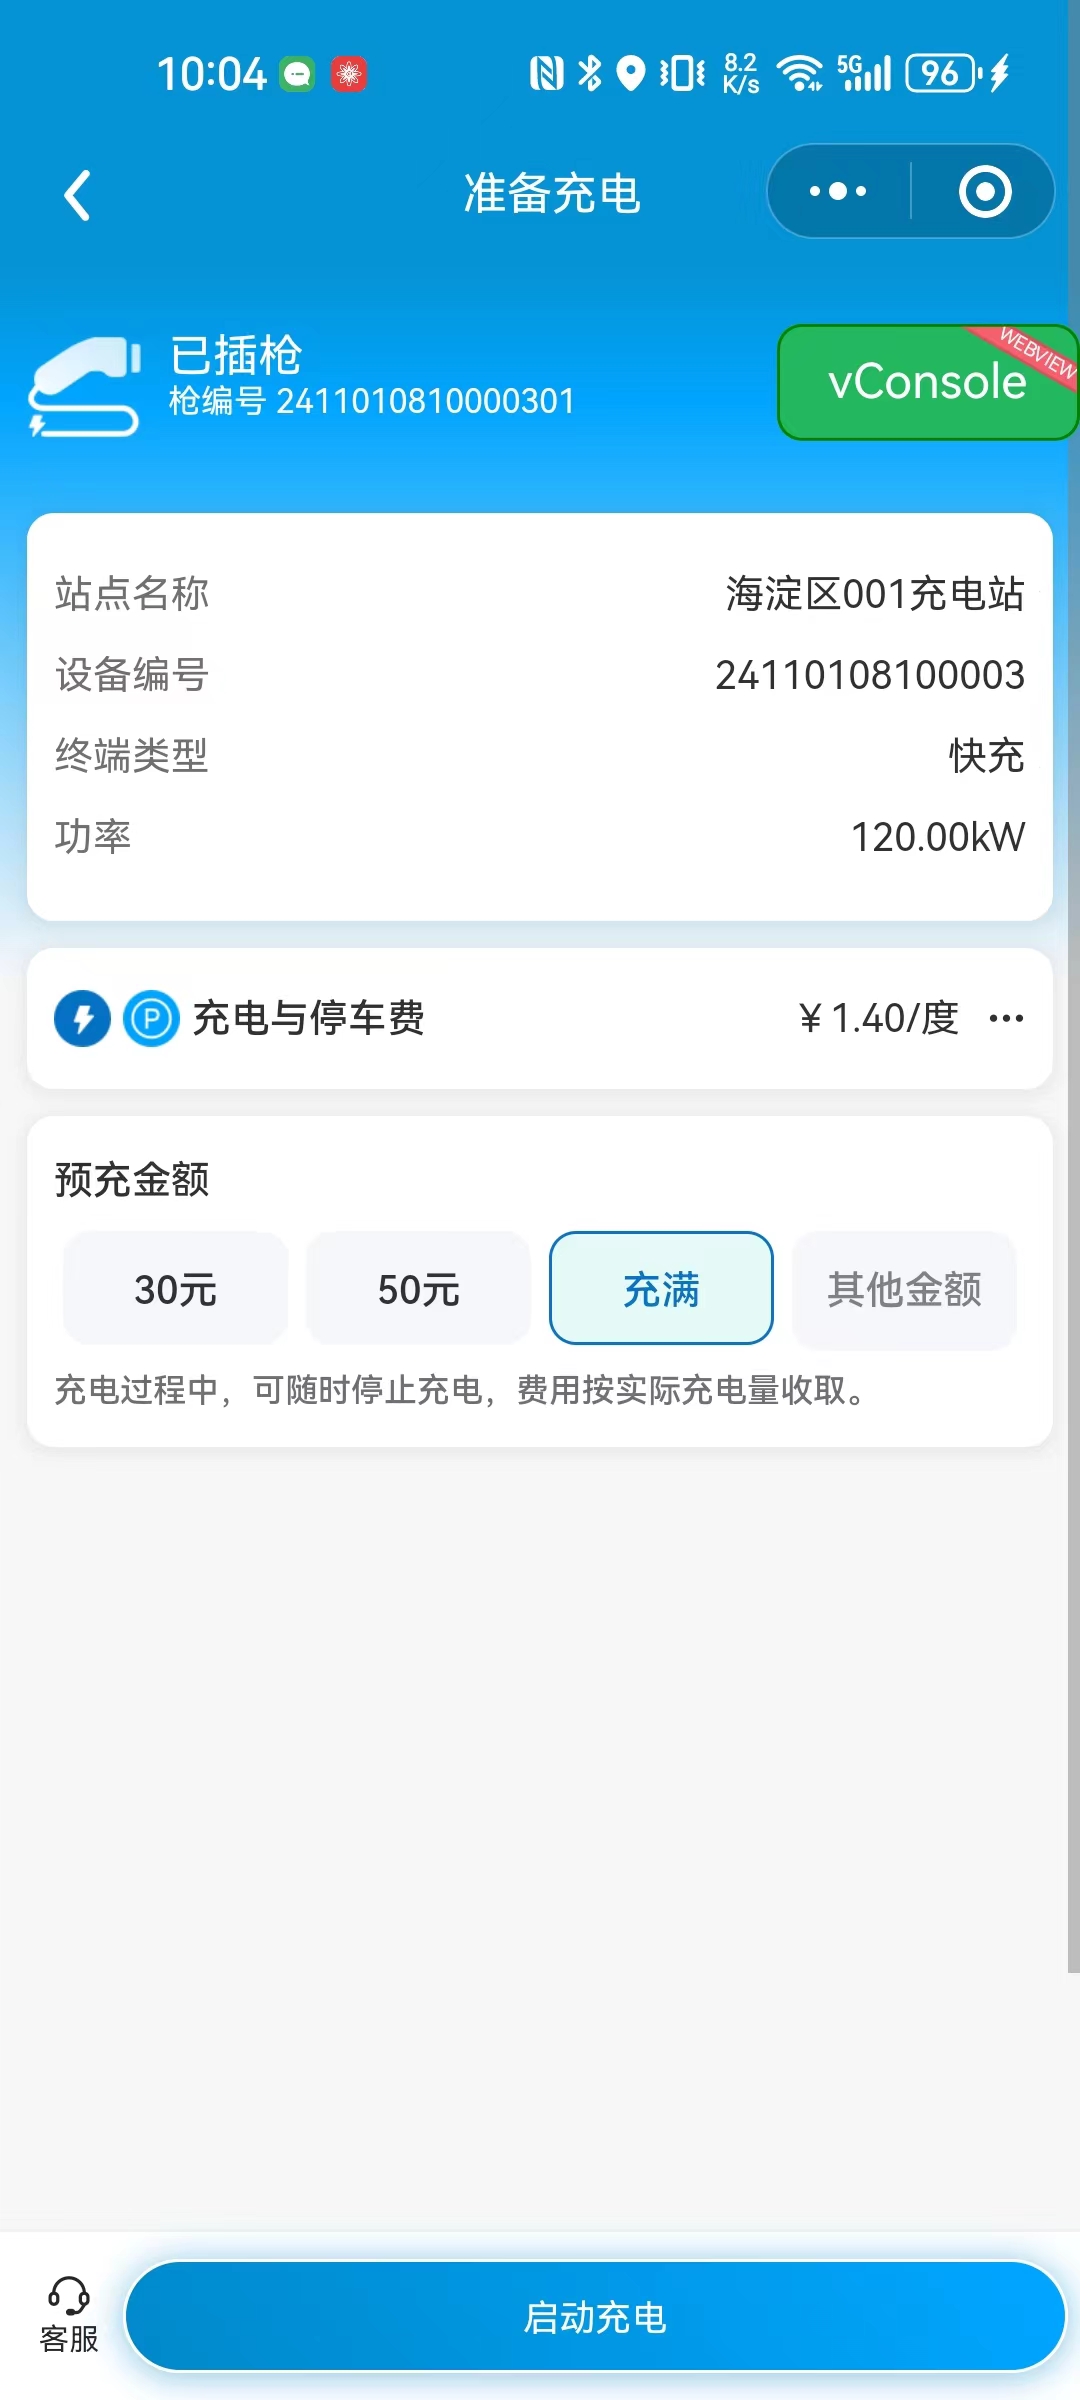 10:04
8.2
K/s
5G
96
准备充电
已插枪
枪编号 2411010810000301
WEBVIEW
vConsole
站点名称 海淀区001充电站
设备编号 24110108100003
终端类型 快充
功率 120.00kW
P 充电与停车费 ¥ 1.40/度 ···
预充金额
30元 50元 充满 其他金额
充电过程中，可随时停止充电，费用按实际充电量收取。
客服
启动充电